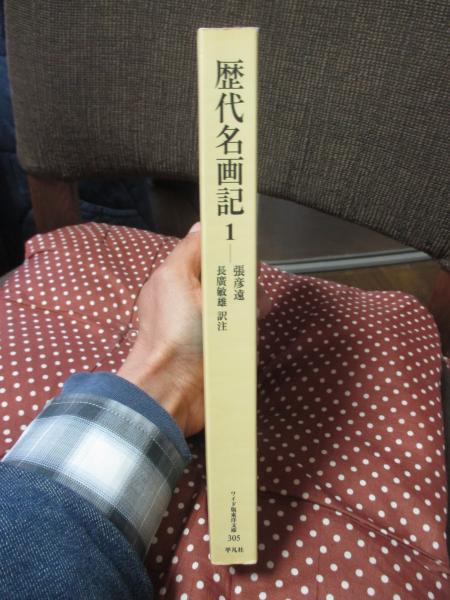 歴代名画記 1
張彦遠
長廣敏雄 訳注
ワイド版東洋文庫
305
平凡社